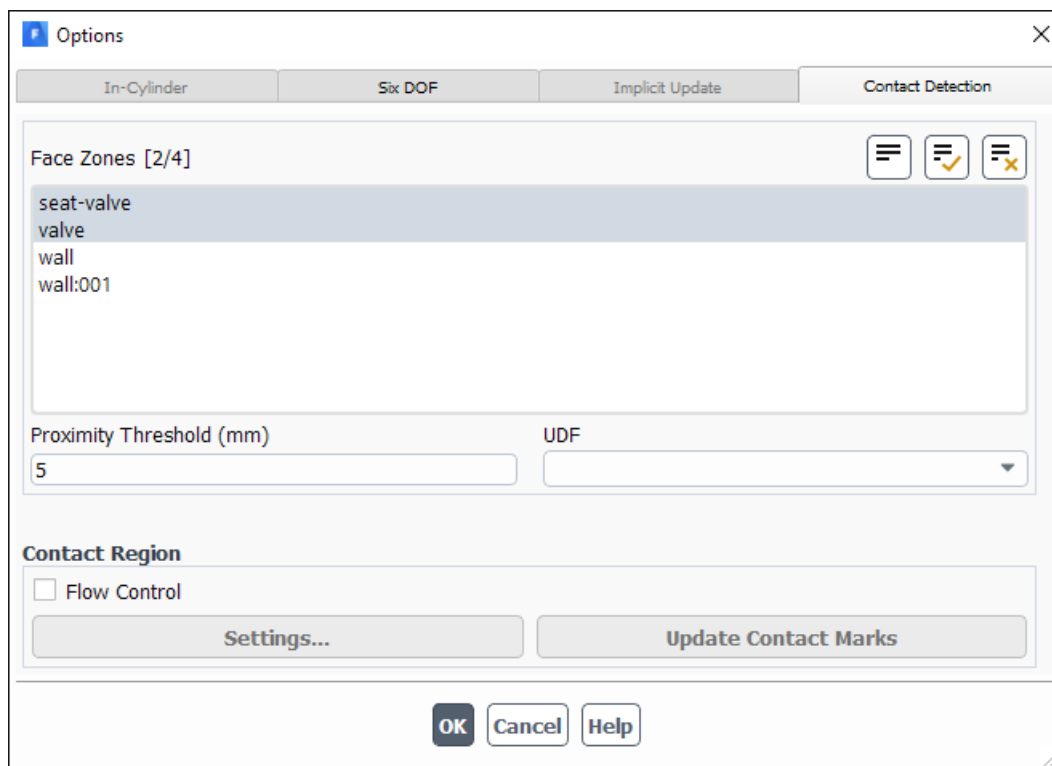 F Options
In-Cylinder Six DOF Implicit Update Contact Detection
Face Zones [2/4]
seat-valve
valve
wall
wall:001
Proximity Threshold (mm) UDF
5
Contact Region
Flow Control
Settings... Update Contact Marks
OK Cancel Help